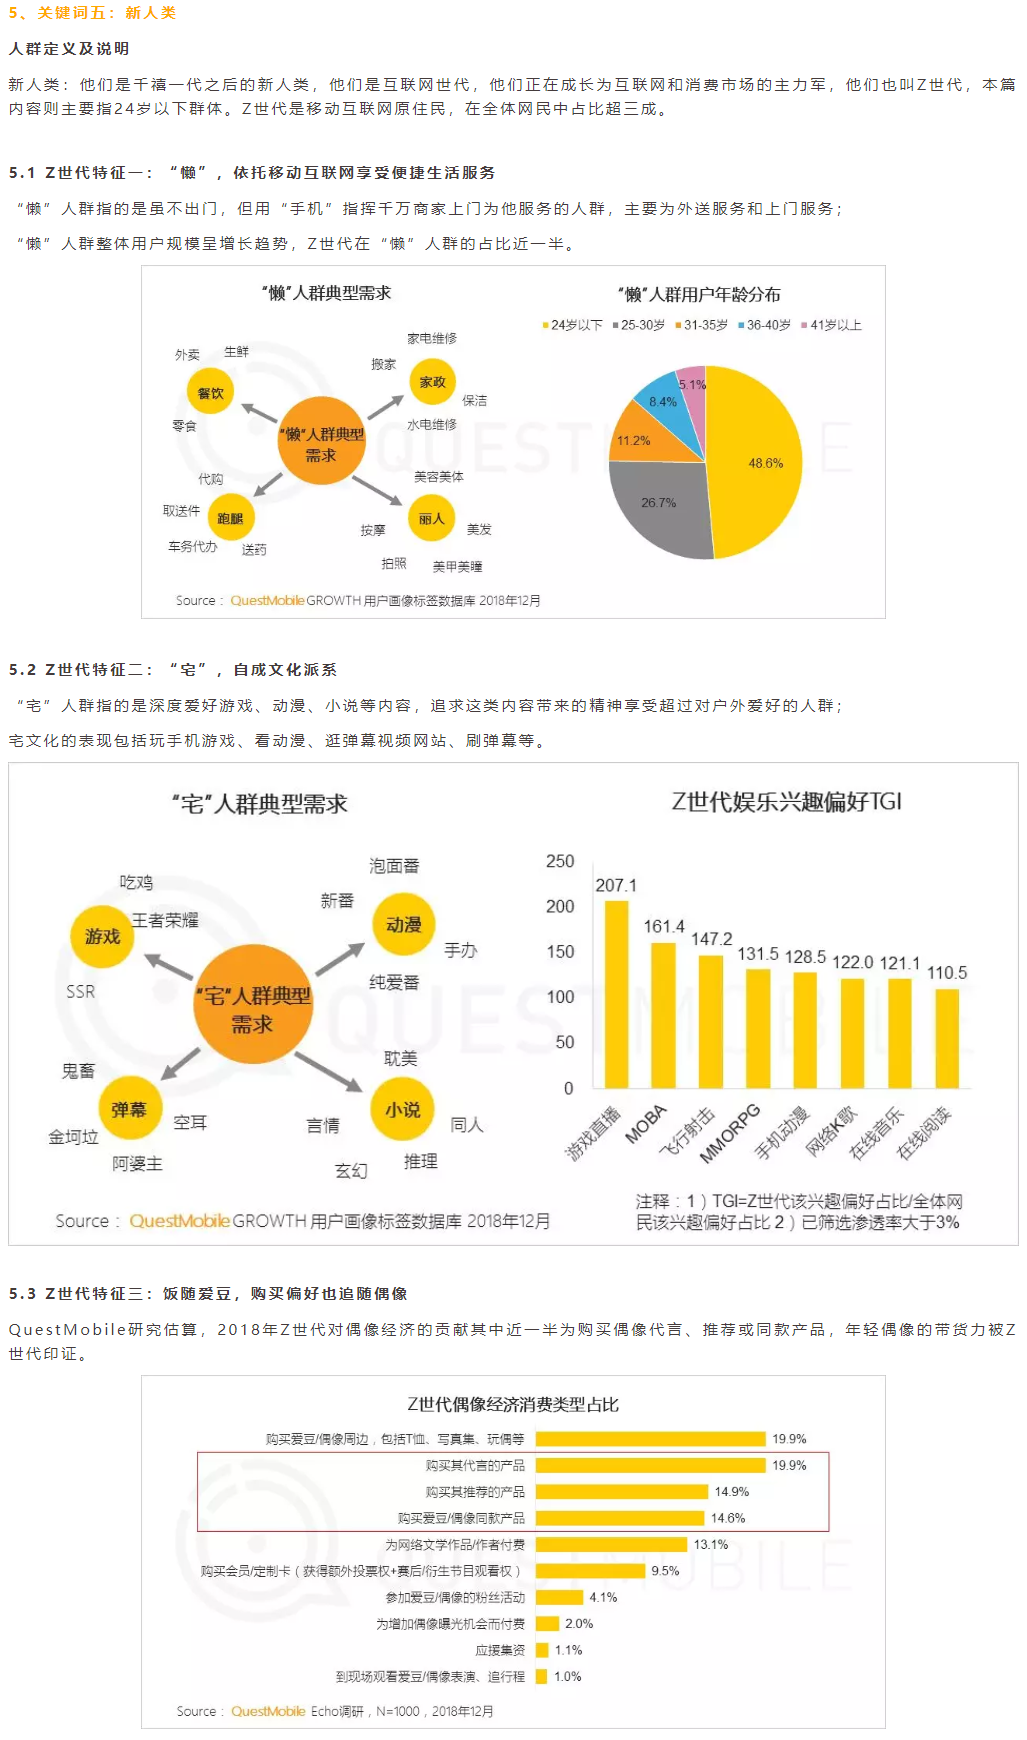 5、关键词五：新人类
人群定义及说明
新人类：他们是千禧一代之后的新人类，他们是互联网世代，他们正在成长为互联网和消费市场的主力军，他们也叫Z世代，本篇
内容则主要指24岁以下群体。Z世代是移动互联网原住民，在全体网民中占比超三成。
5.1 Z世代特征一：“懒”，依托移动互联网享受便捷生活服务
“懒”人群指的是虽不出门，但用“手机”指挥千万商家上门为他服务的人群，主要为外送服务和上门服务；
“懒”人群整体用户规模呈增长趋势，Z世代在“懒”人群的占比近一半。
“懒”人群典型需求
外卖
生鲜
餐饮
零食
家电维修
搬家
家政
保洁
水电维修
“懒”人群典型
需求
代购
取送件
跑腿
车务代办
送药
美容美体
按摩
丽人
美发
拍照
美甲美瞳
“懒”人群用户年龄分布
24岁以下 25-30岁 31-35岁 36-40岁 41岁以上
5.1%
8.4%
11.2%
48.6%
26.7%
Source： QuestMobile GROWTH 用户画像标签数据库 2018年12月
QUESTMOBILE
5.2 Z世代特征二：“宅”，自成文化派系
“宅”人群指的是深度爱好游戏、动漫、小说等内容，追求这类内容带来的精神享受超过对户外爱好的人群；
宅文化的表现包括玩手机游戏、看动漫、逛弹幕视频网站、刷弹幕等。
“宅”人群典型需求
吃鸡
王者荣耀
游戏
SSR
泡面番
新番
动漫
手办
纯爱番
“宅”人群典型
需求
鬼畜
弹幕
空耳
金坷垃
阿婆主
耽美
小说
言情
同人
推理
玄幻
Z世代娱乐兴趣偏好TGI
250
200
150
100
50
0
207.1
161.4
147.2
131.5
128.5
122.0
121.1
110.5
游戏直播
MOBA
飞行射击
MMORPG
手机动漫
网络K歌
在线音乐
在线阅读
注释：1）TGI=Z世代该兴趣偏好占比/全体网
民该兴趣偏好占比 2）已筛选渗透率大于3%
Source： QuestMobile GROWTH 用户画像标签数据库 2018年12月
QUESTMOBILE
5.3 Z世代特征三：饭随爱豆，购买偏好也追随偶像
QuestMobile研究估算，2018年Z世代对偶像经济的贡献其中近一半为购买偶像代言、推荐或同款产品，年轻偶像的带货力被Z
世代印证。
Z世代偶像经济消费类型占比
购买爱豆/偶像周边，包括T恤、写真集、玩偶等 19.9%
购买其代言的产品 19.9%
购买其推荐的产品 14.9%
购买爱豆/偶像同款产品 14.6%
为网络文学作品/作者付费 13.1%
购买会员/定制卡（获得额外投票权+赛后/衍生节目观看权） 9.5%
参加爱豆/偶像的粉丝活动 4.1%
为增加偶像曝光机会而付费 2.0%
应援集资 1.1%
到现场观看爱豆/偶像表演、追行程 1.0%
QUESTMOBILE
Source： QuestMobile Echo调研，N=1000，2018年12月